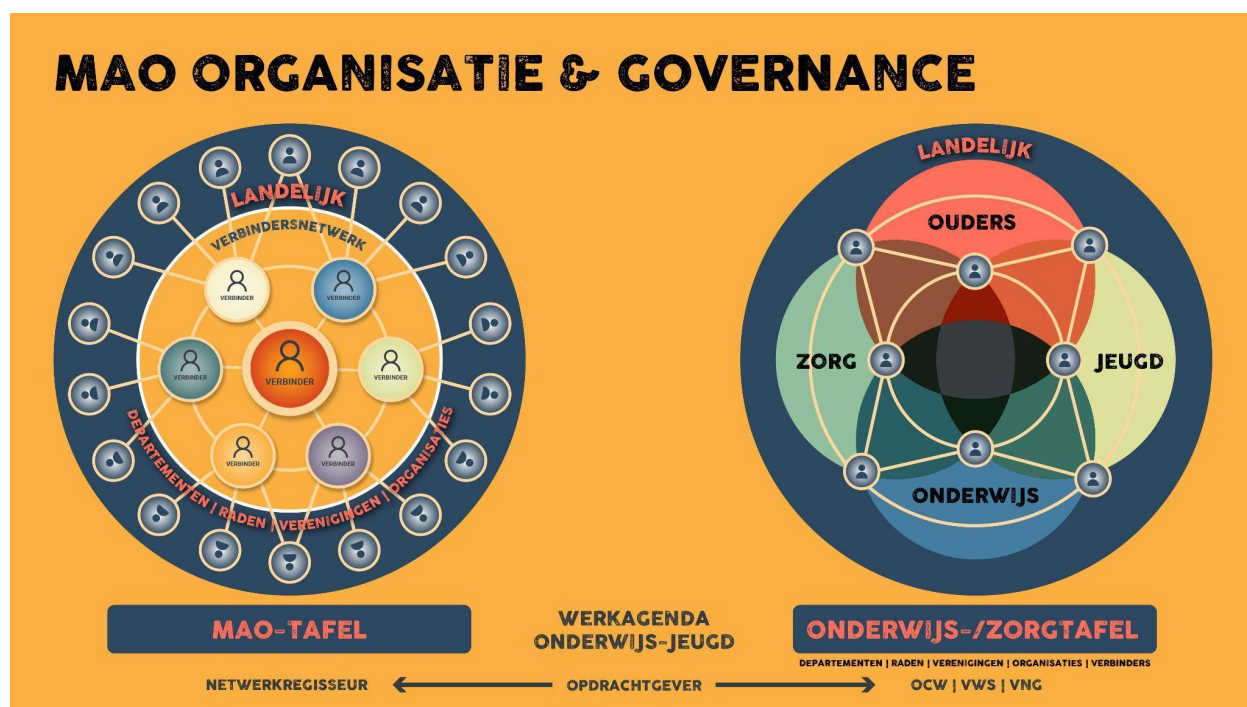 MAO ORGANISATIE & GOVERNANCE
LANDELIJK
VERBINDERSNETWERK
VERBINDER
VERBINDER
VERBINDER
VERBINDER
VERBINDER
VERBINDER
VERBINDER
DEPARTEMENTEN | RADEN | VERENIGINGEN | ORGANISATIES
LANDELIJK
OUDERS
ZORG
JEUGD
ONDERWIJS
MAO-TAFEL
WERKAGENDA
ONDERWIJS-JEUGD
ONDERWIJS-/ZORGTAFEL
DEPARTEMENTEN | RADEN | VERENIGINGEN | ORGANISATIES | VERBINDERS
NETWERKREGISSEUR
OPDRACHTGEVER
OCW | VWS | VNG